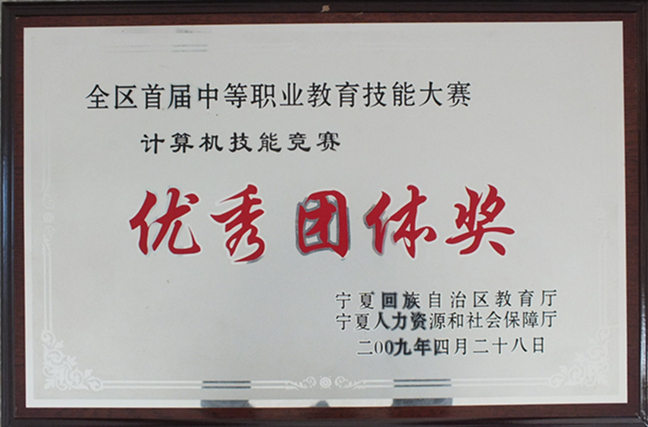 全区首届中等职业教育技能大赛
计算机技能竞赛
优秀团体奖
宁夏回族自治区教育厅
宁夏人力资源和社会保障厅
二00九年四月二十八日